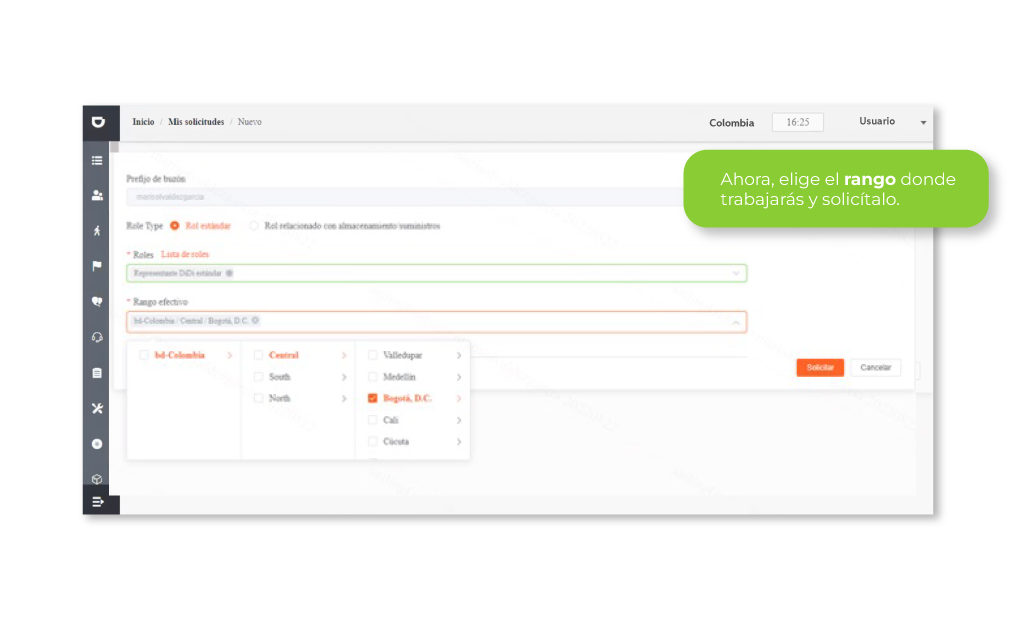 Inicio / Mis solicitudes / Nuevo
Colombia 16:25 Usuario
Ahora, elige el rango donde
trabajarás y solicítalo.
Prefijo de buzón
Role Type Rol estándar Rol relacionado con almacenamiento/suministros
* Roles Lista de roles
Representante DiDi estándar
* Rango efectivo
bd-Colombia / Central / Bogotá, D.C.
bd-Colombia Central Valledupar
South Medellín
North Bogotá, D.C.
Cali
Cúcuta
Solicitar Cancelar